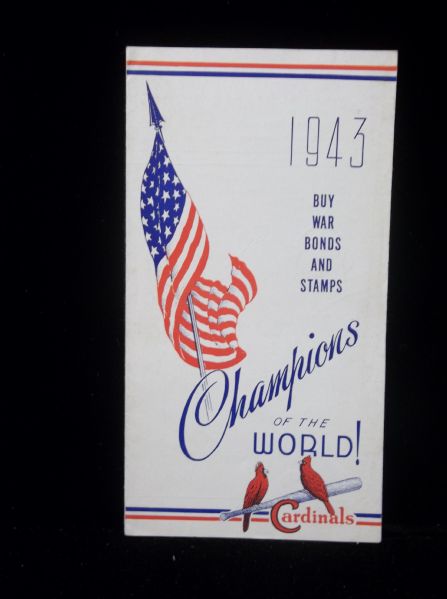 1943
BUY
WAR
BONDS
AND
STAMPS
Champions
OF THE
WORLD!
Cardinals